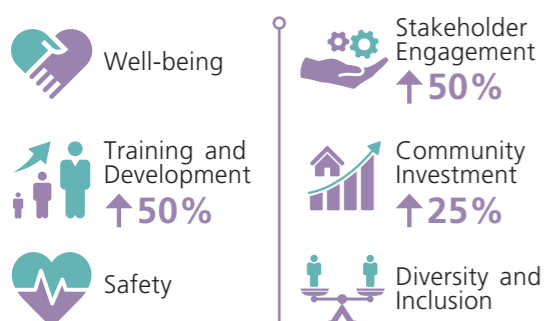 Well-being
Training and
Development
↑50%
Safety
Stakeholder
Engagement
↑50%
Community
Investment
↑25%
Diversity and
Inclusion